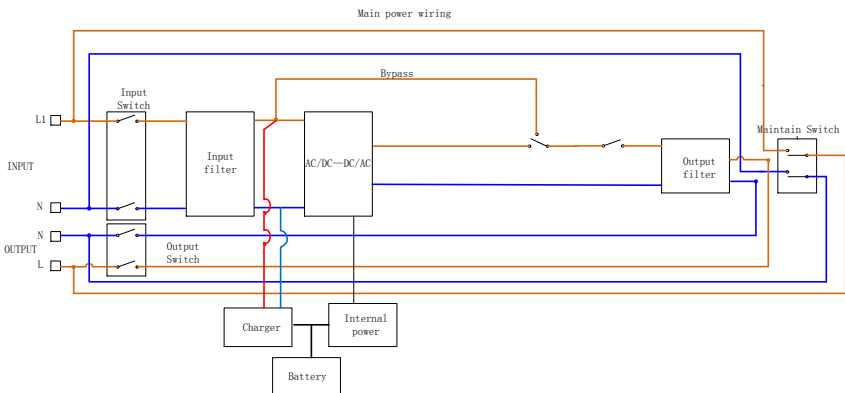 Main power wiring
Bypass
Input
Switch
L1
Maintain Switch
Input
filter
AC/DC—DC/AC
Output
filter
INPUT
N
N
OUTPUT
Output
Switch
L
Charger
Internal
power
Battery